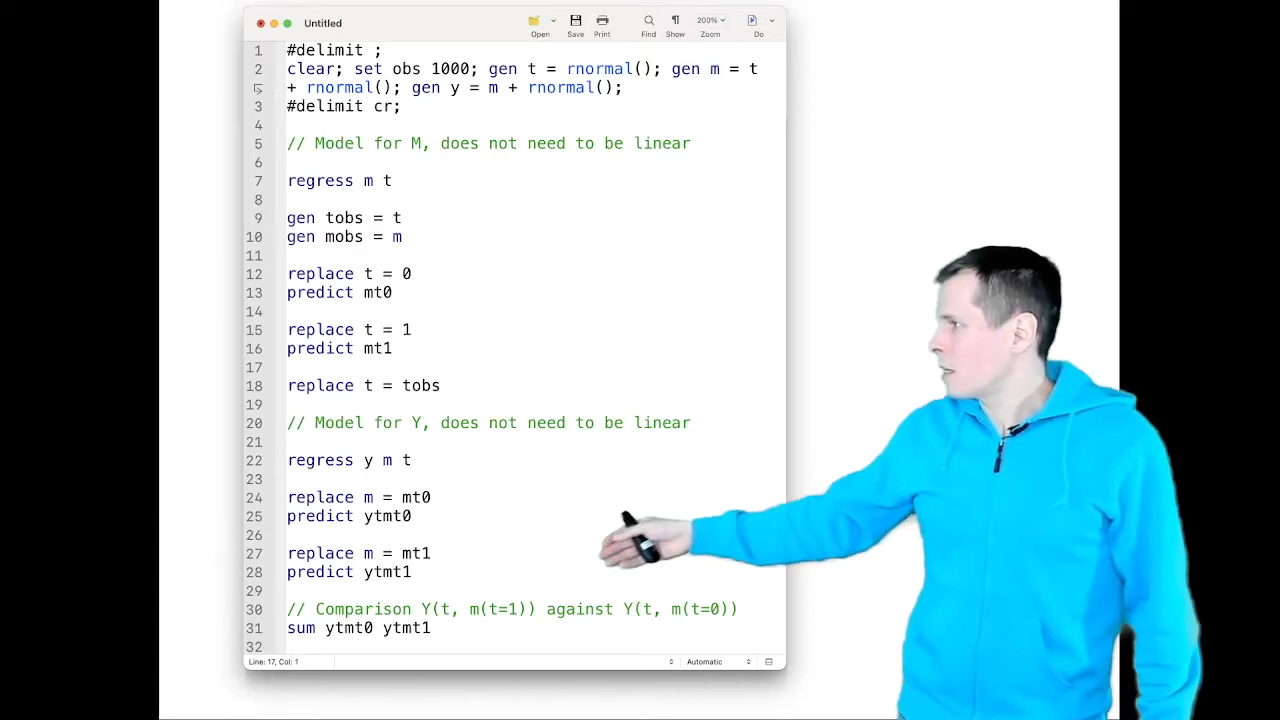 Untitled
Open Save Print Find Show 200% Zoom Do
1 #delimit ;
2 clear; set obs 1000; gen t = rnormal(); gen m = t
+ rnormal(); gen y = m + rnormal();
3 #delimit cr;
4
5 // Model for M, does not need to be linear
6
7 regress m t
8
9 gen tobs = t
10 gen mobs = m
11
12 replace t = 0
13 predict mt0
14
15 replace t = 1
16 predict mt1
17
18 replace t = tobs
19
20 // Model for Y, does not need to be linear
21
22 regress y m t
23
24 replace m = mt0
25 predict ytmt0
26
27 replace m = mt1
28 predict ytmt1
29
30 // Comparison Y(t, m(t=1)) against Y(t, m(t=0))
31 sum ytmt0 ytmt1
32
Line: 17, Col: 1 Automatic